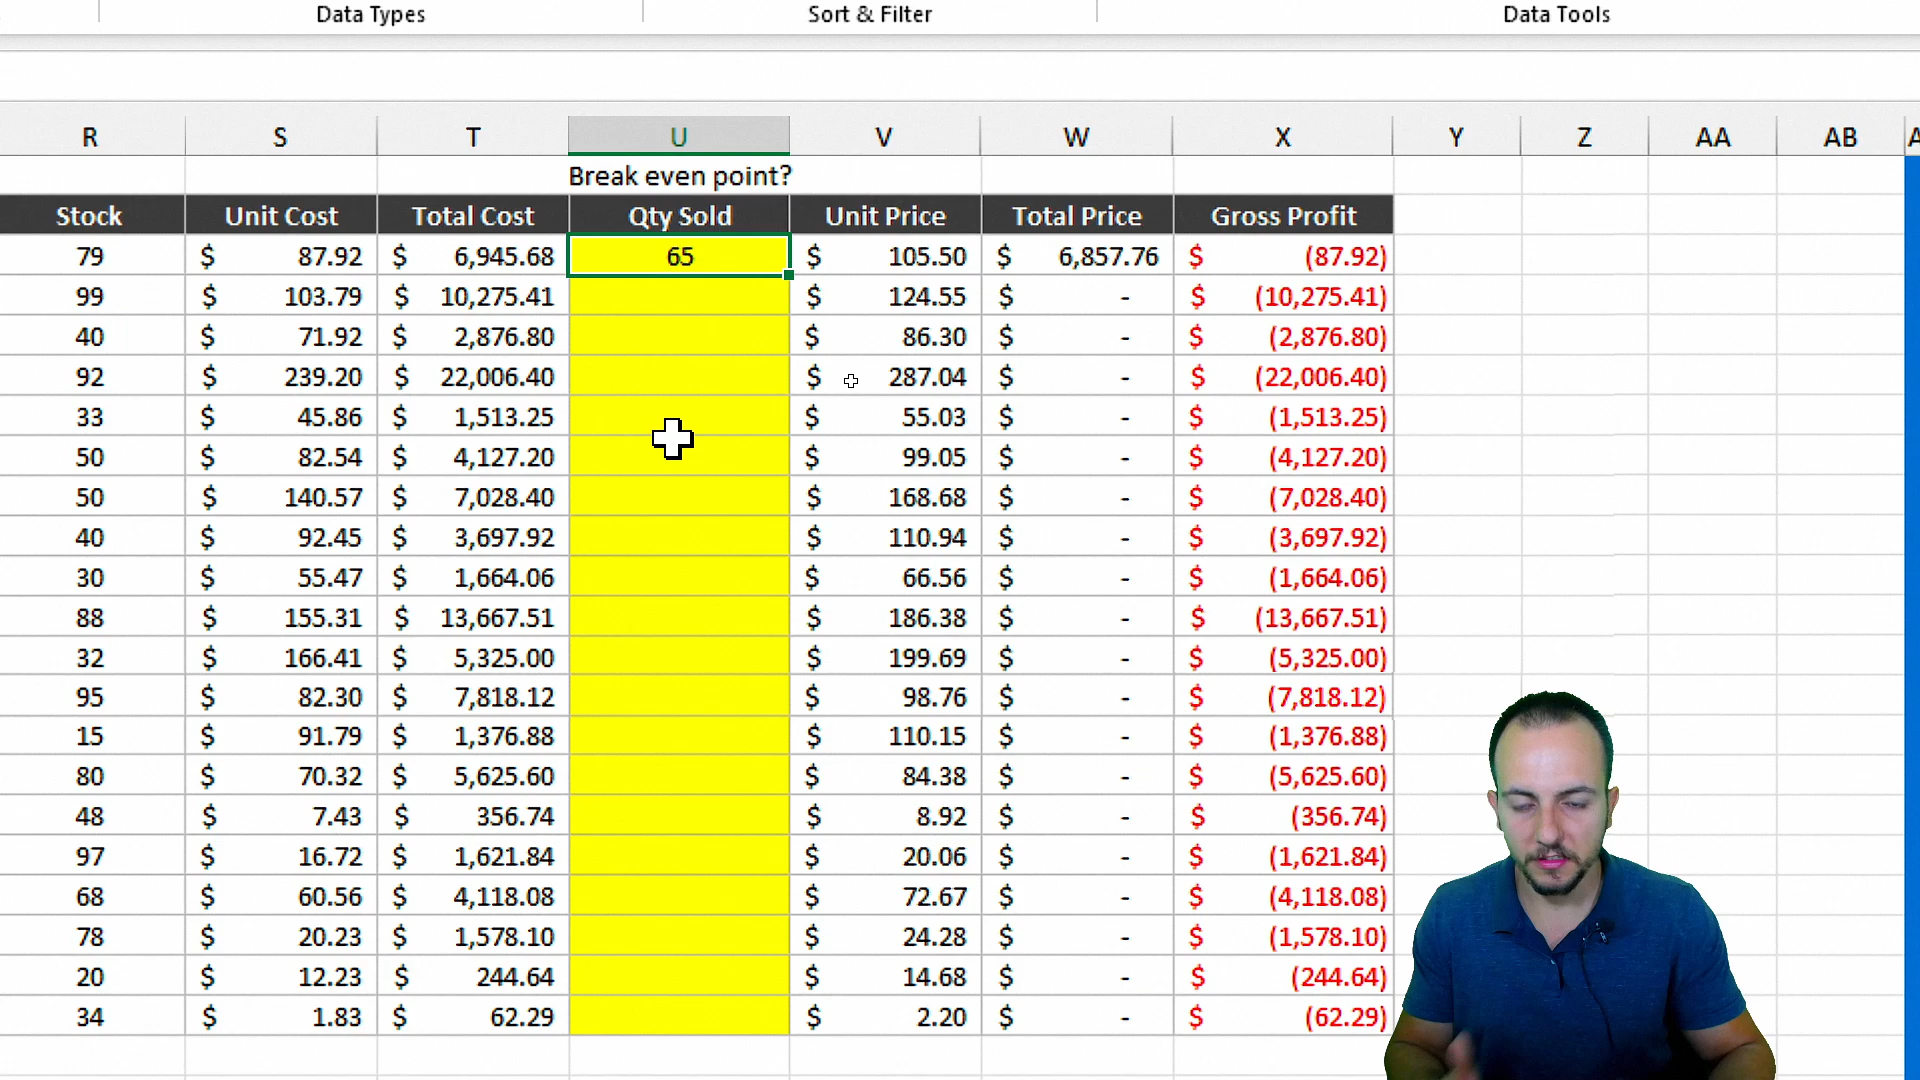 Data Types Sort & Filter Data Tools
R S T U V W X Y Z AA AB A
Break even point?
Stock Unit Cost Total Cost Qty Sold Unit Price Total Price Gross Profit
79 $ 87.92 $ 6,945.68 65 $ 105.50 $ 6,857.76 $ (87.92)
99 $ 103.79 $ 10,275.41 $ 124.55 $ - $ (10,275.41)
40 $ 71.92 $ 2,876.80 $ 86.30 $ - $ (2,876.80)
92 $ 239.20 $ 22,006.40 $ 287.04 $ - $ (22,006.40)
33 $ 45.86 $ 1,513.25 $ 55.03 $ - $ (1,513.25)
50 $ 82.54 $ 4,127.20 $ 99.05 $ - $ (4,127.20)
50 $ 140.57 $ 7,028.40 $ 168.68 $ - $ (7,028.40)
40 $ 92.45 $ 3,697.92 $ 110.94 $ - $ (3,697.92)
30 $ 55.47 $ 1,664.06 $ 66.56 $ - $ (1,664.06)
88 $ 155.31 $ 13,667.51 $ 186.38 $ - $ (13,667.51)
32 $ 166.41 $ 5,325.00 $ 199.69 $ - $ (5,325.00)
95 $ 82.30 $ 7,818.12 $ 98.76 $ - $ (7,818.12)
15 $ 91.79 $ 1,376.88 $ 110.15 $ - $ (1,376.88)
80 $ 70.32 $ 5,625.60 $ 84.38 $ - $ (5,625.60)
48 $ 7.43 $ 356.74 $ 8.92 $ - $ (356.74)
97 $ 16.72 $ 1,621.84 $ 20.06 $ - $ (1,621.84)
68 $ 60.56 $ 4,118.08 $ 72.67 $ - $ (4,118.08)
78 $ 20.23 $ 1,578.10 $ 24.28 $ - $ (1,578.10)
20 $ 12.23 $ 244.64 $ 14.68 $ - $ (244.64)
34 $ 1.83 $ 62.29 $ 2.20 $ - $ (62.29)